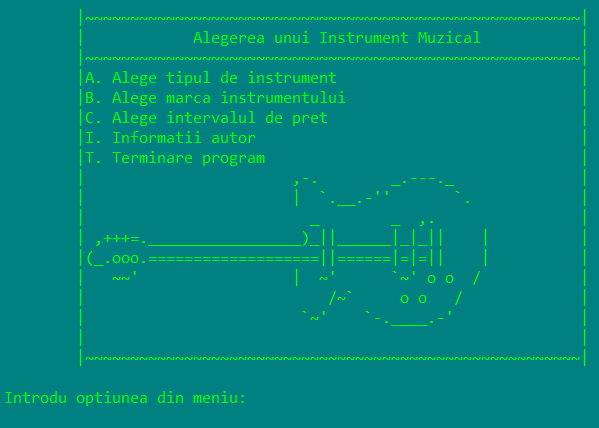 Alegerea unui Instrument Muzical
A. Alege tipul de instrument
B. Alege marca instrumentului
C. Alege intervalul de pret
I. Informatii autor
T. Terminare program
Introdu optiunea din meniu: